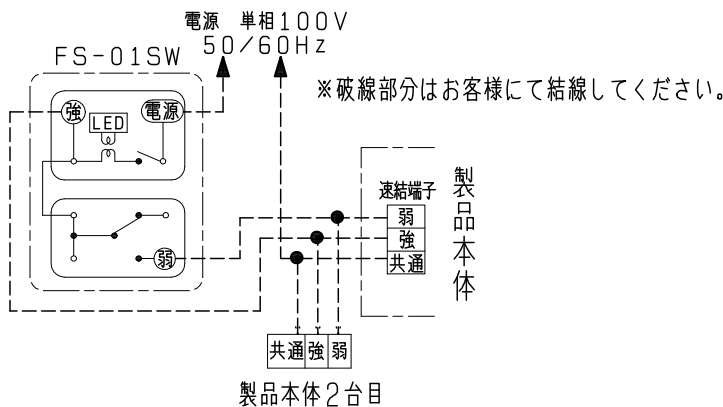 電源 単相100V
50/60Hz
FS-01SW
※破線部分はお客様にて結線してください。
強
LED
電源
弱
速結端子
弱
強
共通
製品本体
共通 強 弱
製品本体2台目